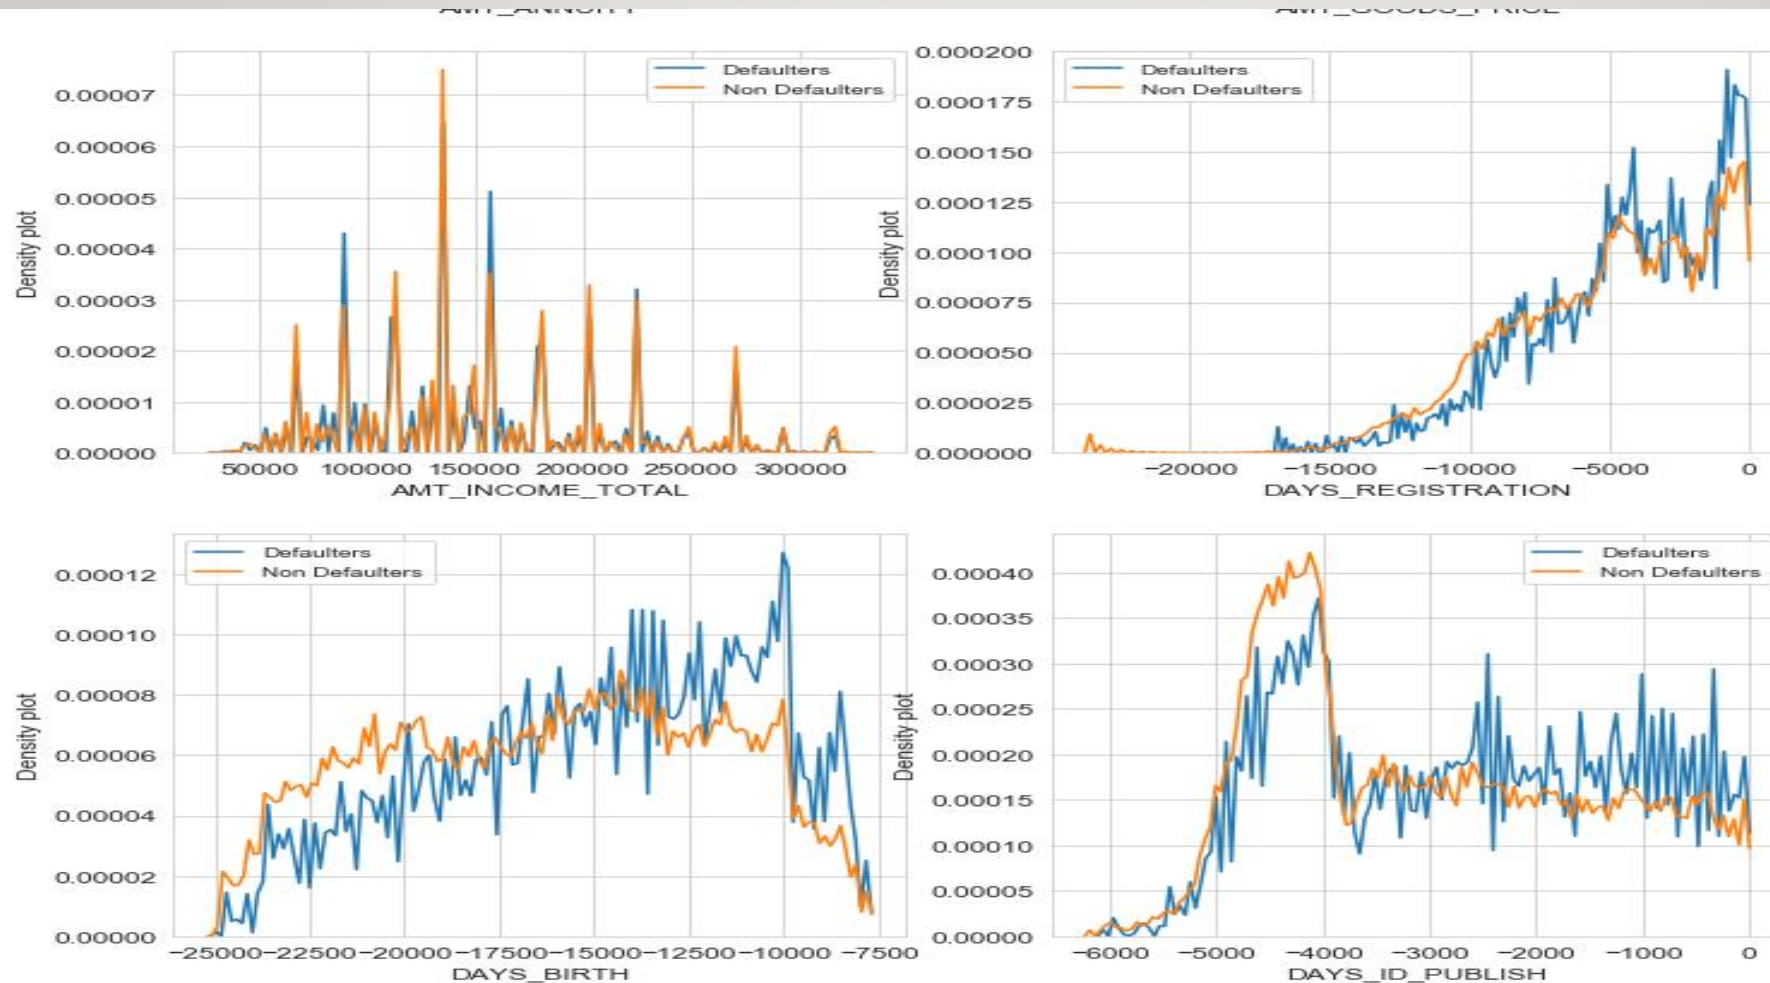 AMT_ANNUITY
AMT_GOODS_PRICE
Defaulters
Non Defaulters
0.00007
0.00006
0.00005
0.00004
0.00003
0.00002
0.00001
0.00000
Density plot
50000 100000 150000 200000 250000 300000
AMT_INCOME_TOTAL
Defaulters
Non Defaulters
0.000200
0.000175
0.000150
0.000125
0.000100
0.000075
0.000050
0.000025
0.000000
Density plot
−20000 −15000 −10000 −5000 0
DAYS_REGISTRATION
Defaulters
Non Defaulters
0.00012
0.00010
0.00008
0.00006
0.00004
0.00002
0.00000
Density plot
−25000 −22500 −20000 −17500 −15000 −12500 −10000 −7500
DAYS_BIRTH
Defaulters
Non Defaulters
0.00040
0.00035
0.00030
0.00025
0.00020
0.00015
0.00010
0.00005
0.00000
Density plot
−6000 −5000 −4000 −3000 −2000 −1000 0
DAYS_ID_PUBLISH